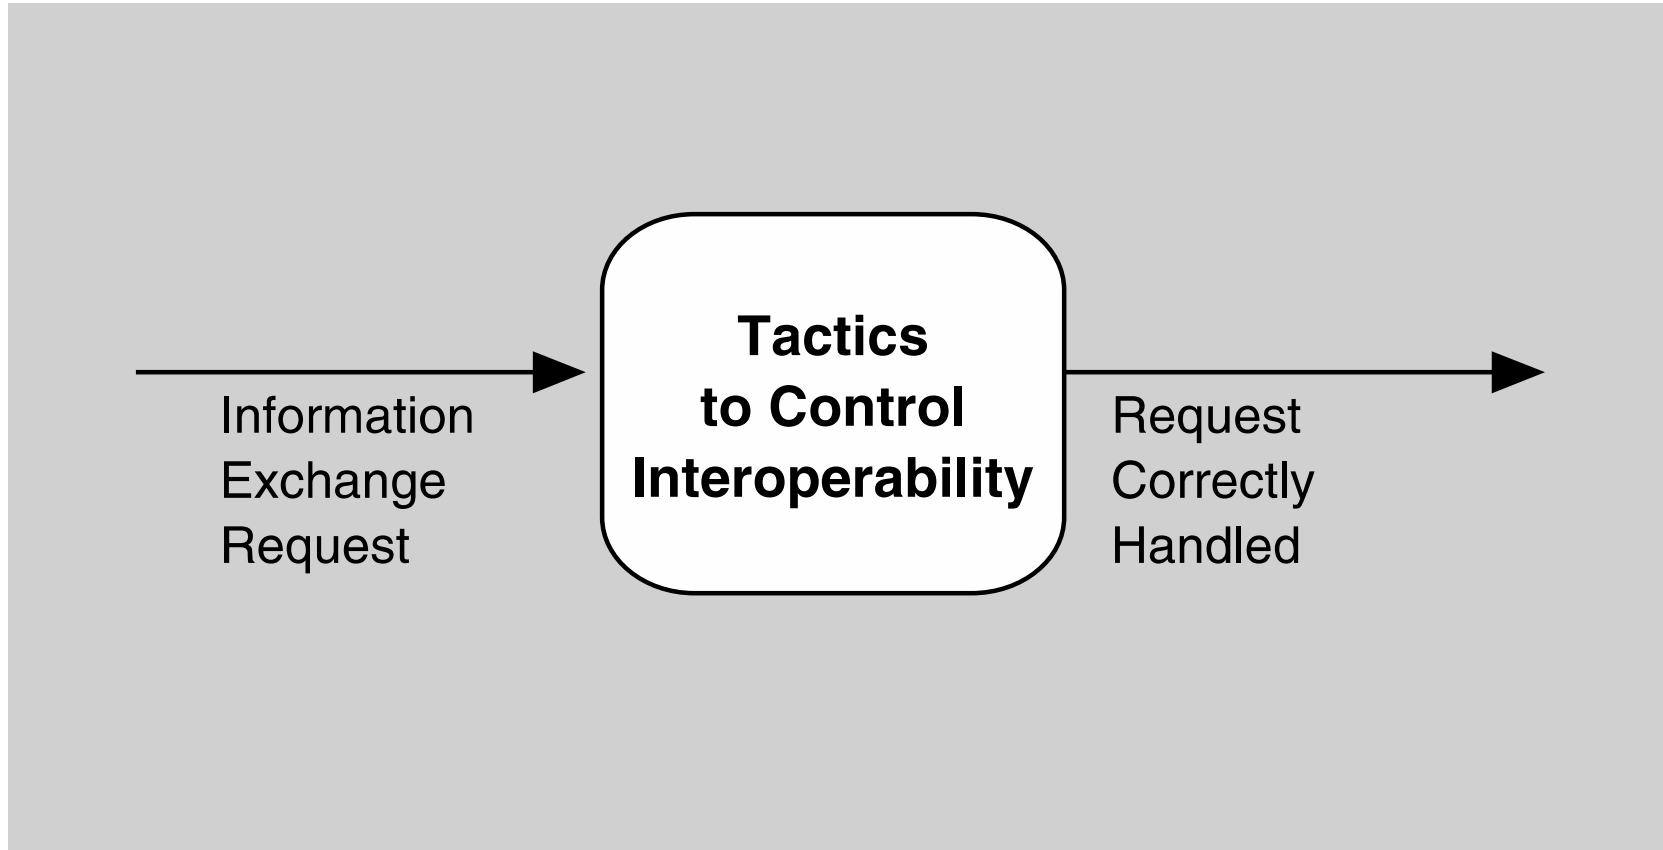 Information
Exchange
Request
Tactics
to Control
Interoperability
Request
Correctly
Handled